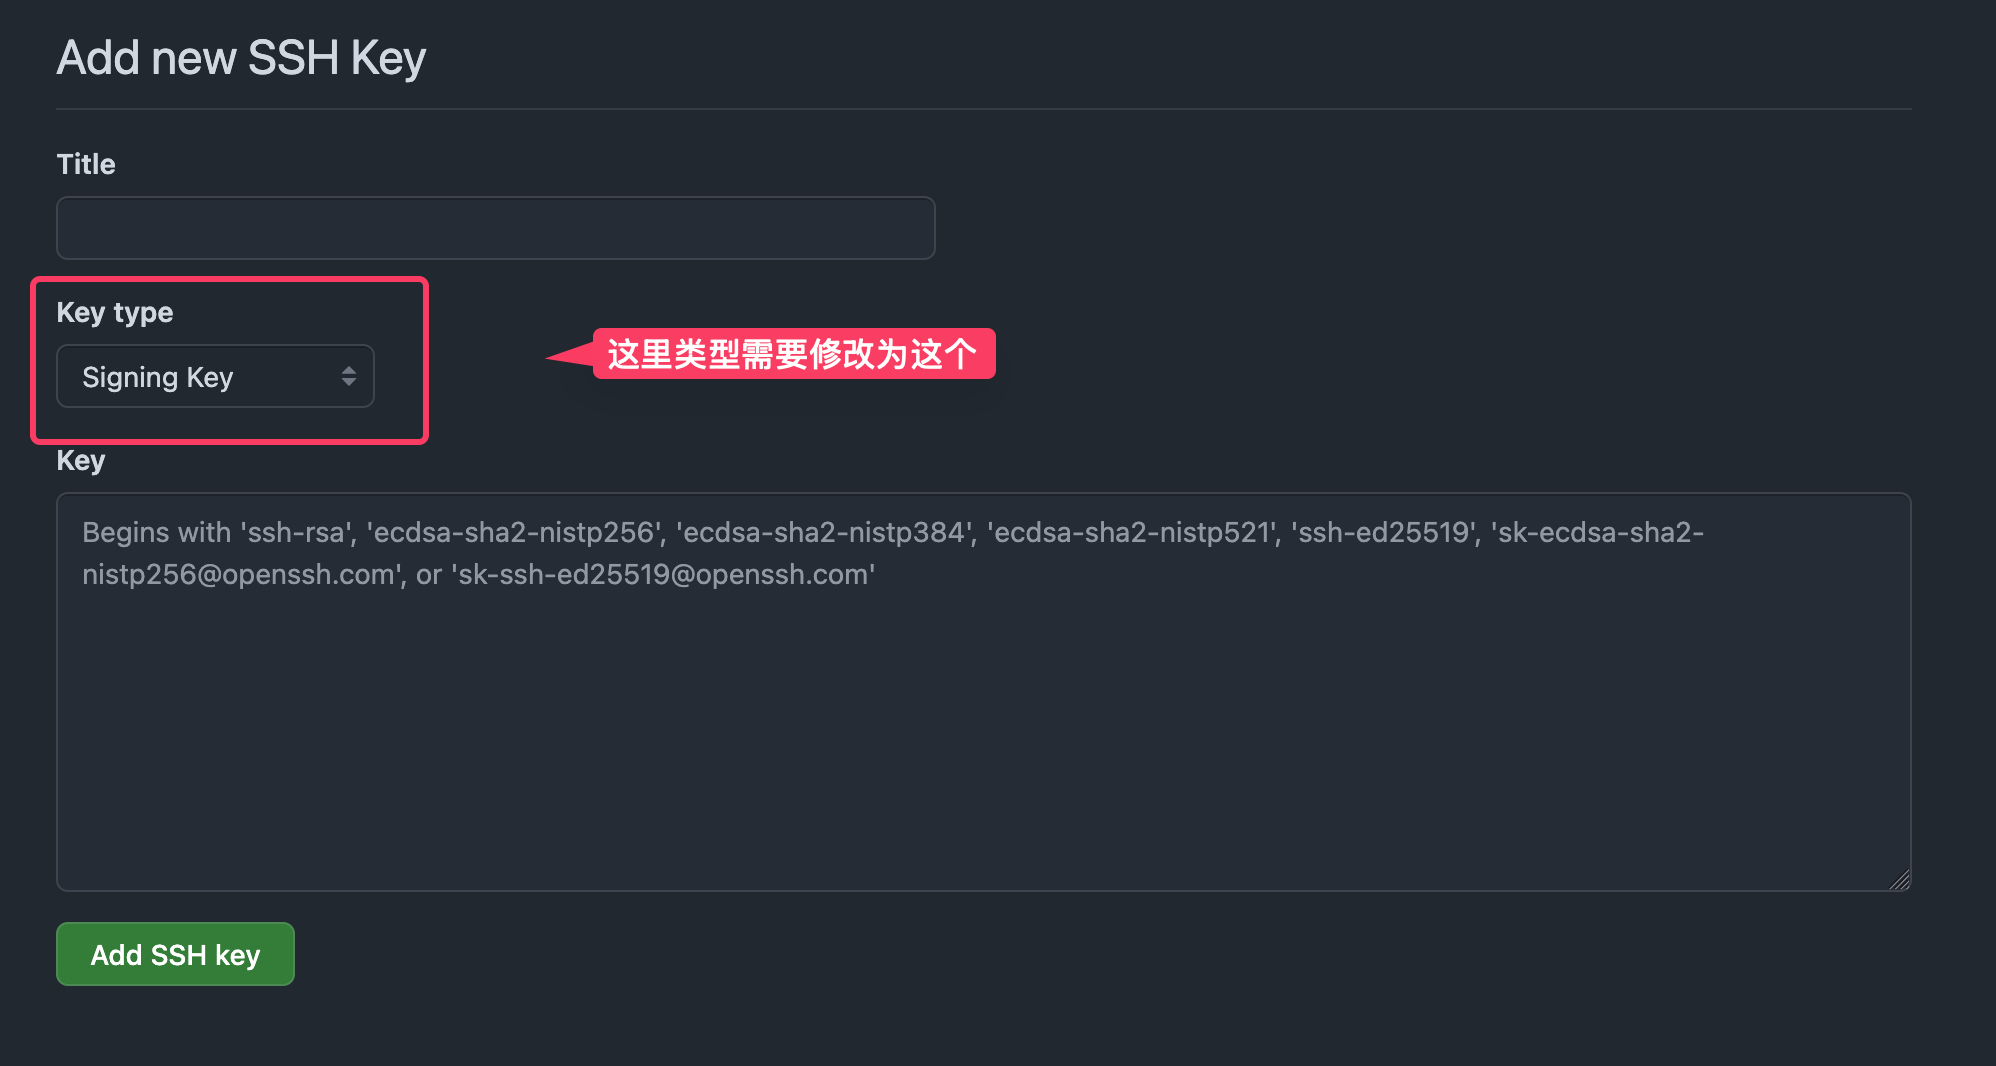 Add new SSH Key
Title
Key type
Signing Key
这里类型需要修改为这个
Key
Begins with 'ssh-rsa', 'ecdsa-sha2-nistp256', 'ecdsa-sha2-nistp384', 'ecdsa-sha2-nistp521', 'ssh-ed25519', 'sk-ecdsa-sha2-
nistp256@openssh.com', or 'sk-ssh-ed25519@openssh.com'
Add SSH key